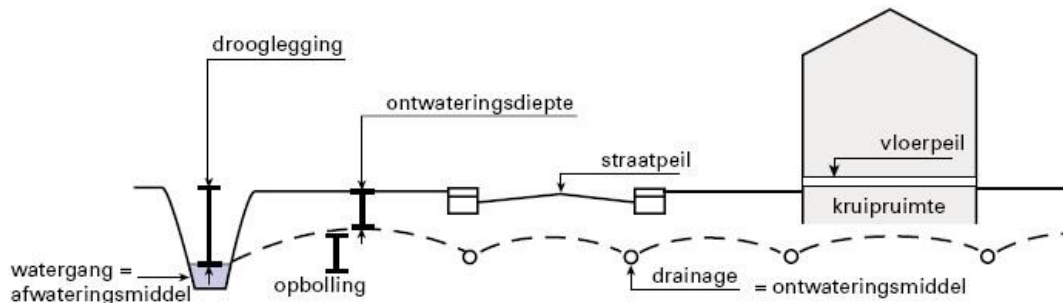 drooglegging
ontwateringsdiepte
straatpeil
vloerpeil
kruipruimte
watergang =
afwateringsmiddel
opbolling
drainage = ontwateringsmiddel